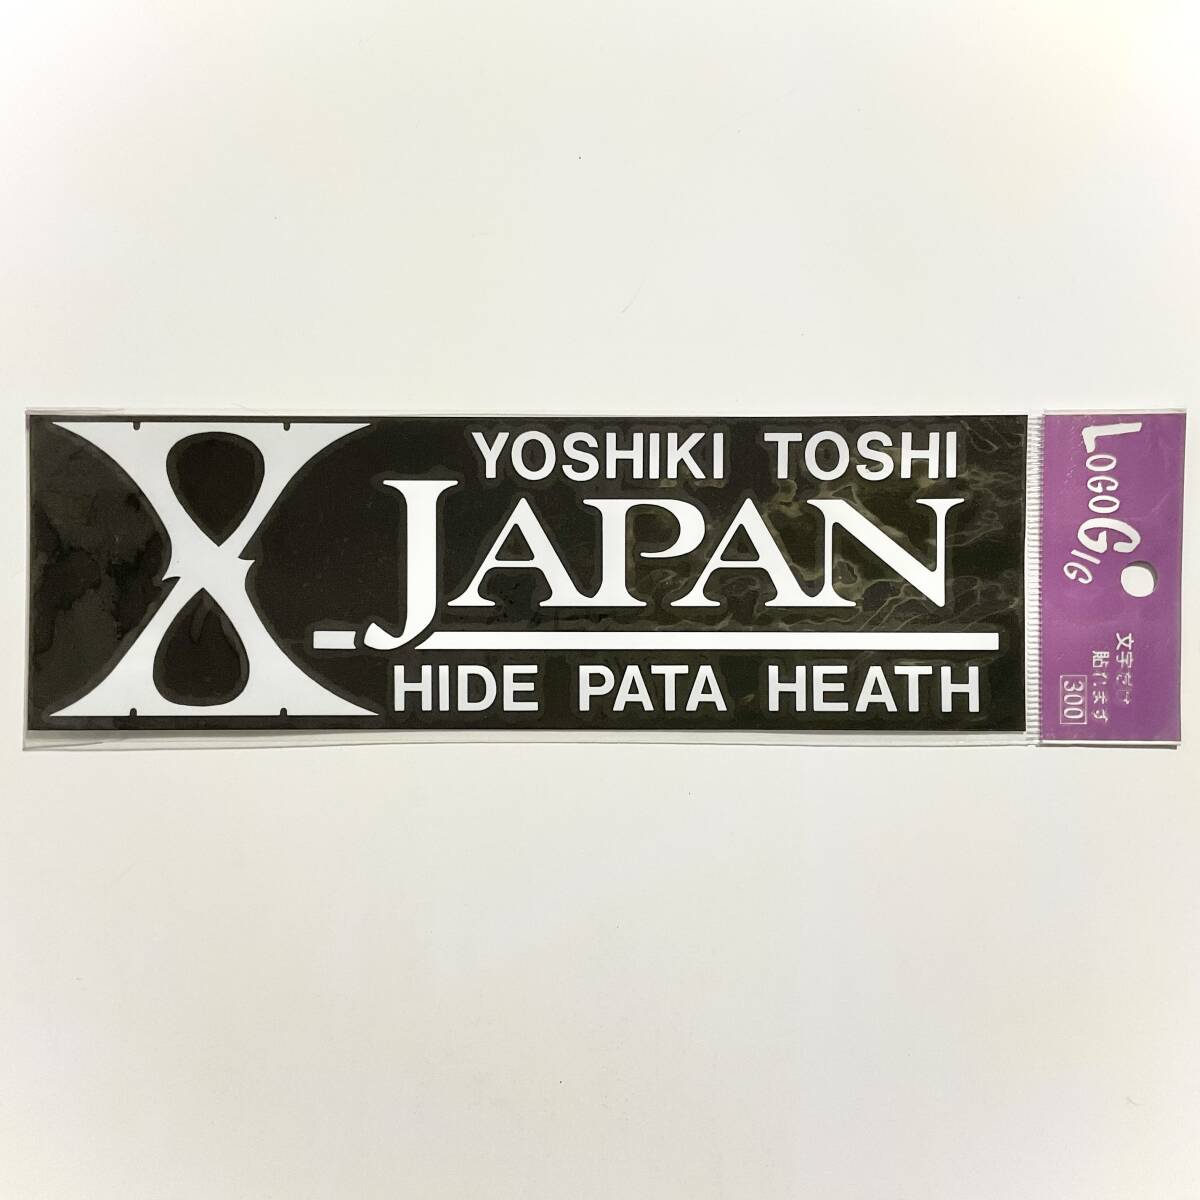 YOSHIKI TOSHI
X JAPAN
HIDE PATA HEATH
LOGO GIG
文字だけ
貼れます
300